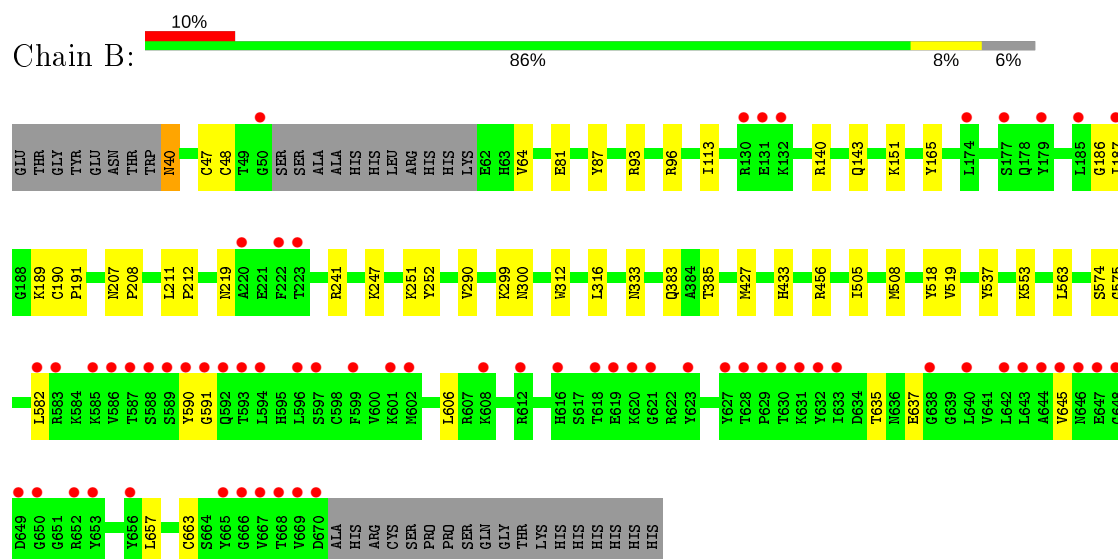 10%
Chain B:
86% 8% 6%
GLU THR GLY TYR GLU ASN THR TRP N40 C47 C48 T49 G50 SER SER ALA ALA HIS HIS LEU ARG HIS HIS LYS E62 H63 V64 E81 Y87 R93 R96 I113 R130 E131 K132 R140 Q143 K151 Y165 L174 S177 Q178 Y179 L185 G186 I187
G188 K189 C190 P191 N207 P208 L211 P212 N219 A220 E221 F222 T223 R241 K247 K251 Y252 V290 K299 N300 W312 L316 N333 Q383 A384 T385 M427 H433 R456 I505 M508 Y518 V519 Y537 K553 L563 S574
L582 R583 K584 K585 V586 T587 S588 S589 Y590 G591 Q592 T593 L594 H595 L596 S597 C598 F599 V600 K601 M602 L606 R607 K608 R612 H616 S617 T618 E619 K620 G621 R622 Y623 Y627 T628 P629 T630 K631 Y632 I633 D634 T635 N636 E637 G638 G639 L640 V641 L642 L643 A644 V645 N646 E647
D649 G650 G651 R652 Y653 Y656 L657 C663 S664 Y665 G666 V667 T668 V669 D670 ALA HIS ARG CYS SER PRO PRO SER GLN GLY THR LYS HIS HIS HIS HIS HIS HIS